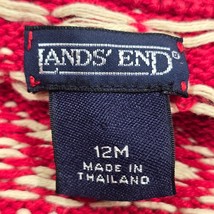 LANDS' END®
12M
MADE IN
THAILAND